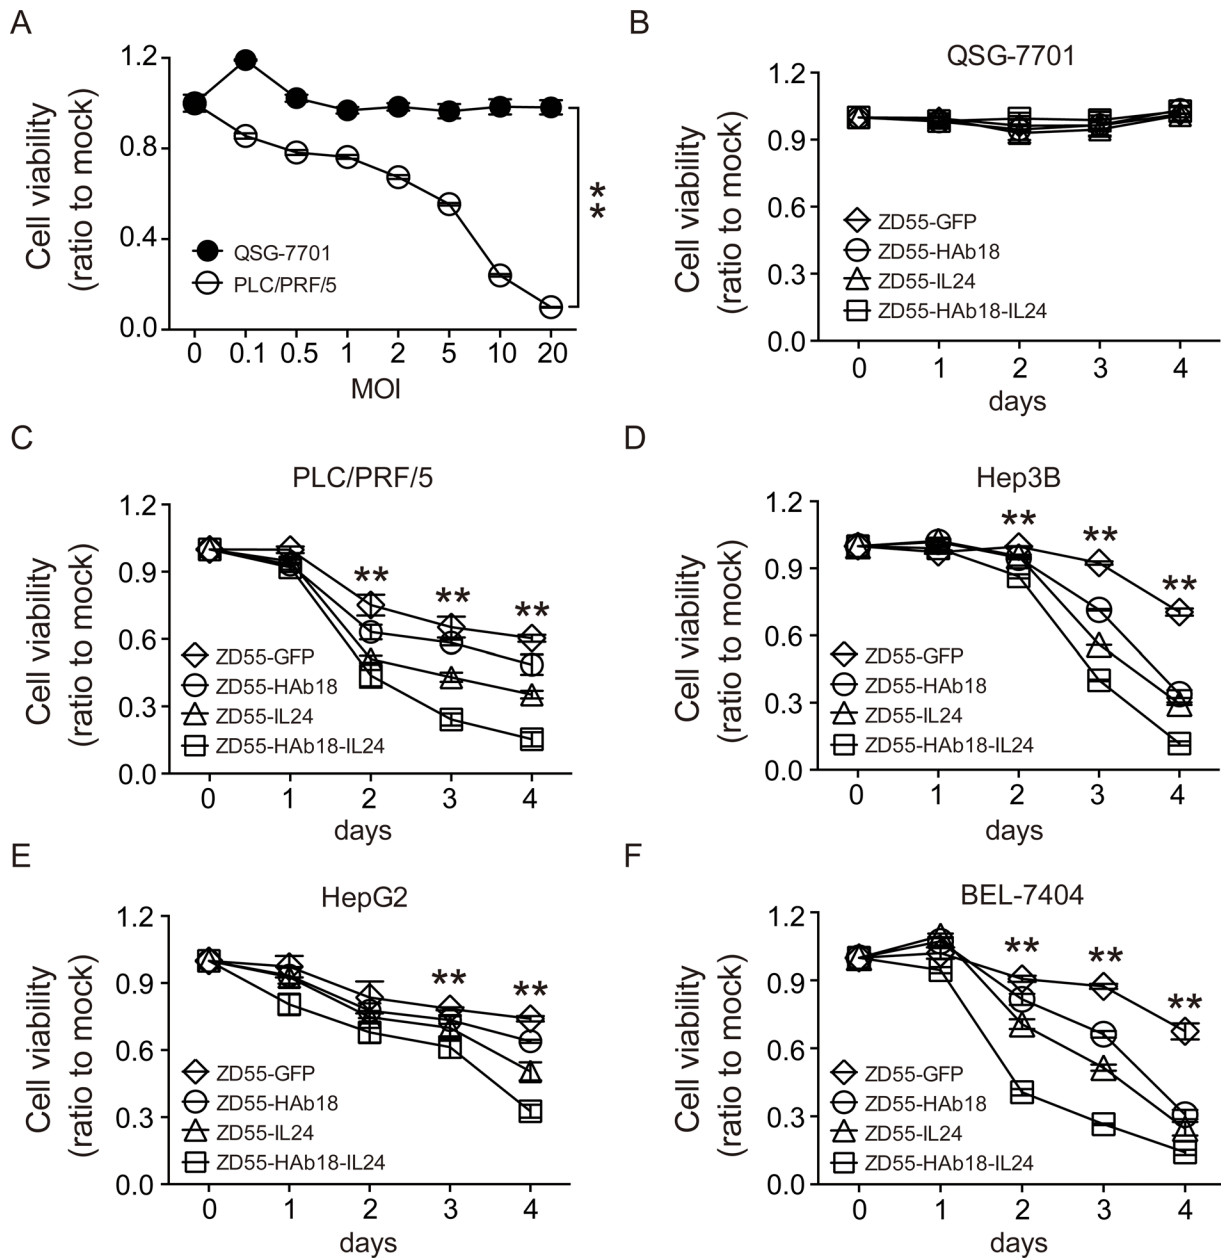 A
Cell viability
(ratio to mock)
1.2
0.8
0.4
0.0
QSG-7701
PLC/PRF/5
**
0 0.1 0.5 1 2 5 10 20
MOI
B
QSG-7701
Cell viability
(ratio to mock)
1.2
0.9
0.6
0.3
0.0
ZD55-GFP
ZD55-HAb18
ZD55-IL24
ZD55-HAb18-IL24
0 1 2 3 4
days
C
PLC/PRF/5
Cell viability
(ratio to mock)
1.2
0.9
0.6
0.3
0.0
** ** **
ZD55-GFP
ZD55-HAb18
ZD55-IL24
ZD55-HAb18-IL24
0 1 2 3 4
days
D
Hep3B
Cell viability
(ratio to mock)
1.2
0.9
0.6
0.3
0.0
** ** **
ZD55-GFP
ZD55-HAb18
ZD55-IL24
ZD55-HAb18-IL24
0 1 2 3 4
days
E
HepG2
Cell viability
(ratio to mock)
1.2
0.9
0.6
0.3
0.0
** **
ZD55-GFP
ZD55-HAb18
ZD55-IL24
ZD55-HAb18-IL24
0 1 2 3 4
days
F
BEL-7404
Cell viability
(ratio to mock)
1.2
0.9
0.6
0.3
0.0
** ** **
ZD55-GFP
ZD55-HAb18
ZD55-IL24
ZD55-HAb18-IL24
0 1 2 3 4
days